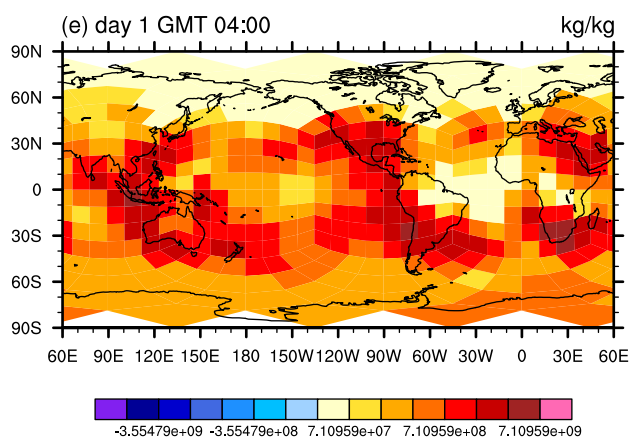 (e) day 1 GMT 04:00 kg/kg
90N
60N
30N
0
30S
60S
90S
60E 90E 120E 150E 180 150W 120W 90W 60W 30W 0 30E 60E
-3.55479e+09 -3.55479e+08 7.10959e+07 7.10959e+08 7.10959e+09